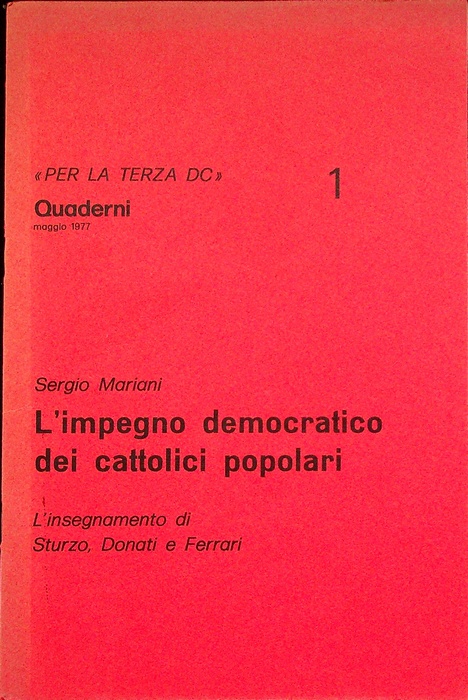 «PER LA TERZA DC»
1
Quaderni
maggio 1977
Sergio Mariani
L'impegno democratico
dei cattolici popolari
L'insegnamento di
Sturzo, Donati e Ferrari